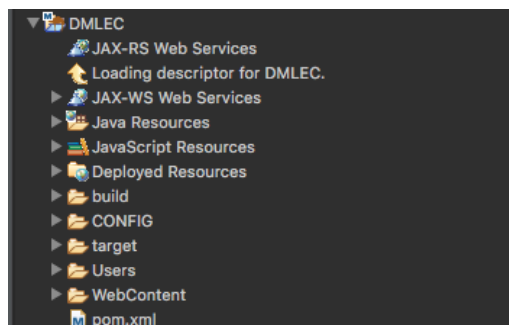 DMLEC
JAX-RS Web Services
Loading descriptor for DMLEC.
JAX-WS Web Services
Java Resources
JavaScript Resources
Deployed Resources
build
CONFIG
target
Users
WebContent
pom.xml